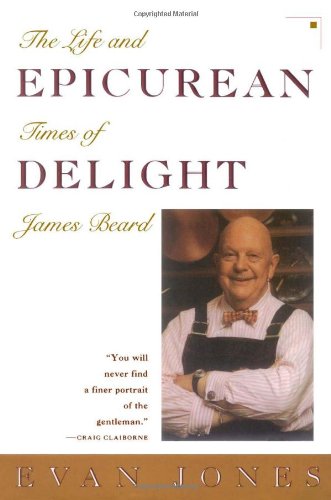 The Life and
EPICUREAN
Times of
DELIGHT
James Beard
"You will
never find
a finer portrait
of the
gentleman."
—CRAIG CLAIBORNE
EVAN JONES